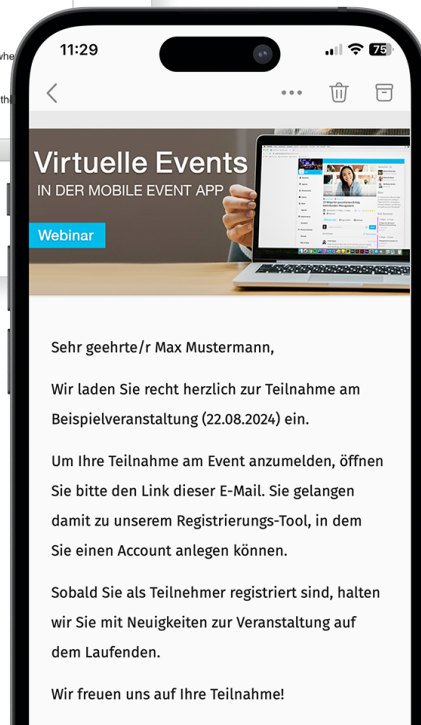 11:29
75
Virtuelle Events
IN DER MOBILE EVENT APP
Webinar
Sehr geehrte/r Max Mustermann,
Wir laden Sie recht herzlich zur Teilnahme am
Beispielveranstaltung (22.08.2024) ein.
Um Ihre Teilnahme am Event anzumelden, öffnen
Sie bitte den Link dieser E-Mail. Sie gelangen
damit zu unserem Registrierungs-Tool, in dem
Sie einen Account anlegen können.
Sobald Sie als Teilnehmer registriert sind, halten
wir Sie mit Neuigkeiten zur Veranstaltung auf
dem Laufenden.
Wir freuen uns auf Ihre Teilnahme!